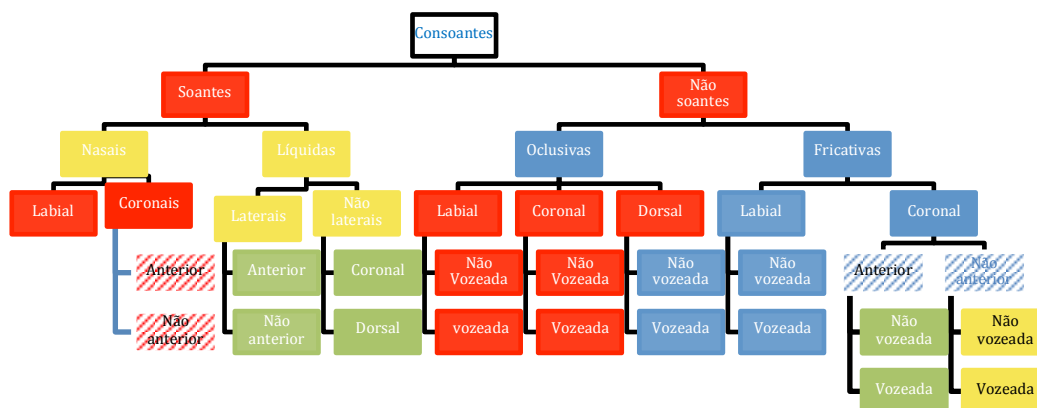 Consoantes
Soantes
Não
soantes
Nasais
Líquidas
Oclusivas
Fricativas
Labial
Coronais
Laterais
Não
laterais
Labial
Coronal
Dorsal
Labial
Coronal
Anterior
Anterior
Coronal
Não
Vozeada
Não
Vozeada
Não
vozeada
Não
vozeada
Anterior
Não
anterior
Não
anterior
Não
anterior
Dorsal
vozeada
Vozeada
Vozeada
Vozeada
Não
vozeada
Não
vozeada
Vozeada
Vozeada